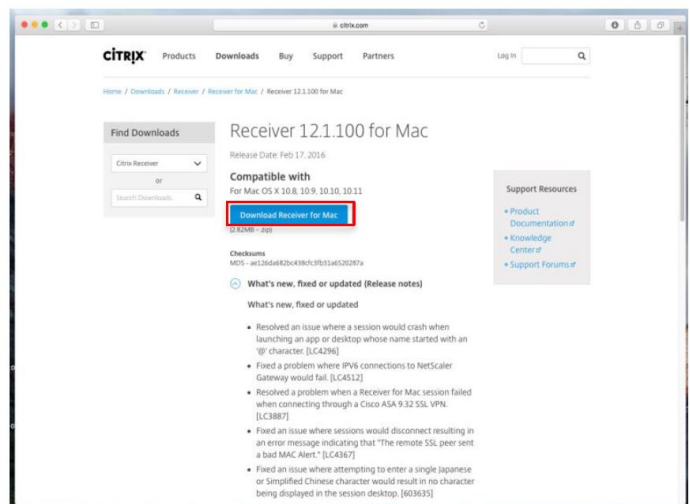 citrix.com
CITRIX Products Downloads Buy Support Partners Log In
Home / Downloads / Receiver / Receiver for Mac / Receiver 12.1.100 for Mac
Find Downloads
Citrix Receiver
or
Search Downloads
Receiver 12.1.100 for Mac
Release Date: Feb 17, 2016
Compatible with
For Mac OS X 10.8, 10.9, 10.10, 10.11
Download Receiver for Mac
(2.82MB - .zip)
Checksums
MD5 - ae126da682bc438cfc3fb31a6520287a
What's new, fixed or updated (Release notes)
What's new, fixed or updated
• Resolved an issue where a session would crash when
launching an app or desktop whose name started with an
'@' character. [LC4296]
• Fixed a problem where IPV6 connections to NetScaler
Gateway would fail. [LC4512]
• Resolved a problem when a Receiver for Mac session failed
when connecting through a Cisco ASA 9.32 SSL VPN.
[LC3887]
• Fixed an issue where sessions would disconnect resulting in
an error message indicating that "The remote SSL peer sent
a bad MAC Alert." [LC4367]
• Fixed an issue where attempting to enter a single Japanese
or Simplified Chinese character would result in no character
being displayed in the session desktop. [603635]
Support Resources
• Product
Documentation
• Knowledge
Center
• Support Forums